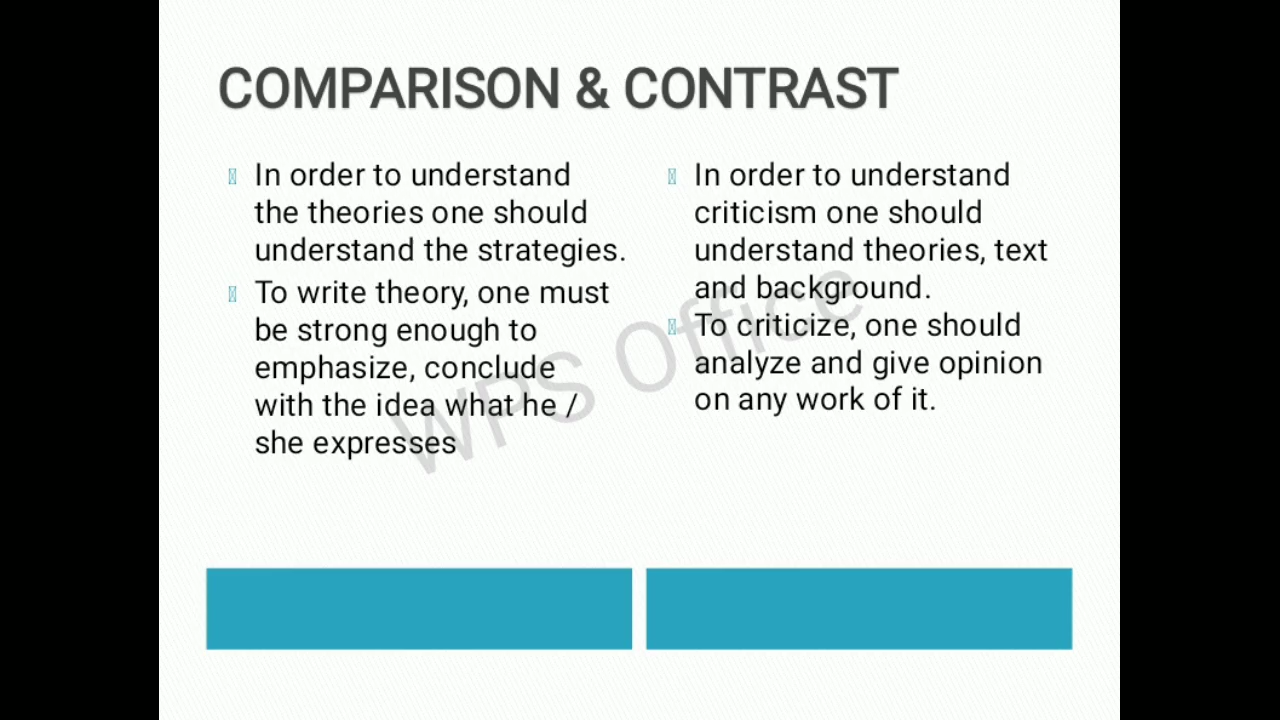 COMPARISON & CONTRAST
In order to understand
the theories one should
understand the strategies.
To write theory, one must
be strong enough to
emphasize, conclude
with the idea what he /
she expresses
In order to understand
criticism one should
understand theories, text
and background.
To criticize, one should
analyze and give opinion
on any work of it.
WPS Office